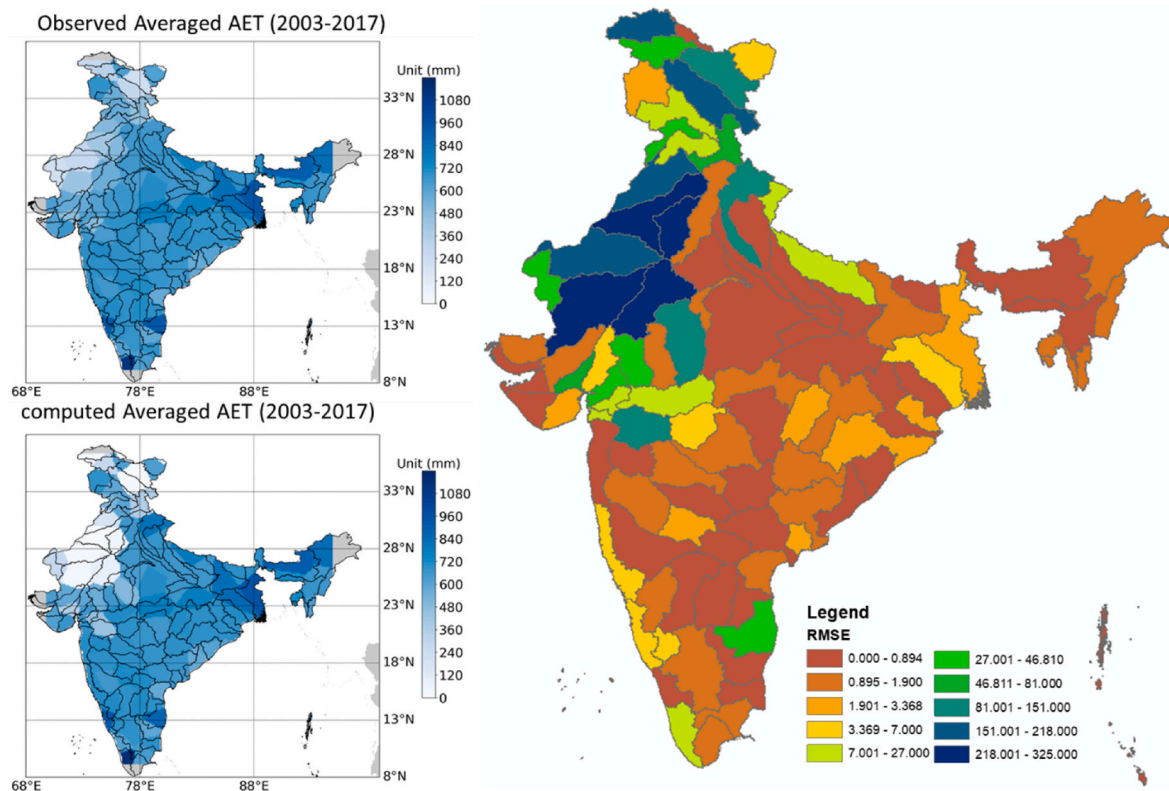 Observed Averaged AET (2003-2017)
Unit (mm)
1080
960
840
720
600
480
360
240
120
0
33°N
28°N
23°N
18°N
13°N
8°N
68°E
78°E
88°E
computed Averaged AET (2003-2017)
Unit (mm)
1080
960
840
720
600
480
360
240
120
0
33°N
28°N
23°N
18°N
13°N
8°N
68°E
78°E
88°E
Legend
RMSE
0.000 - 0.894
0.895 - 1.900
1.901 - 3.368
3.369 - 7.000
7.001 - 27.000
27.001 - 46.810
46.811 - 81.000
81.001 - 151.000
151.001 - 218.000
218.001 - 325.000